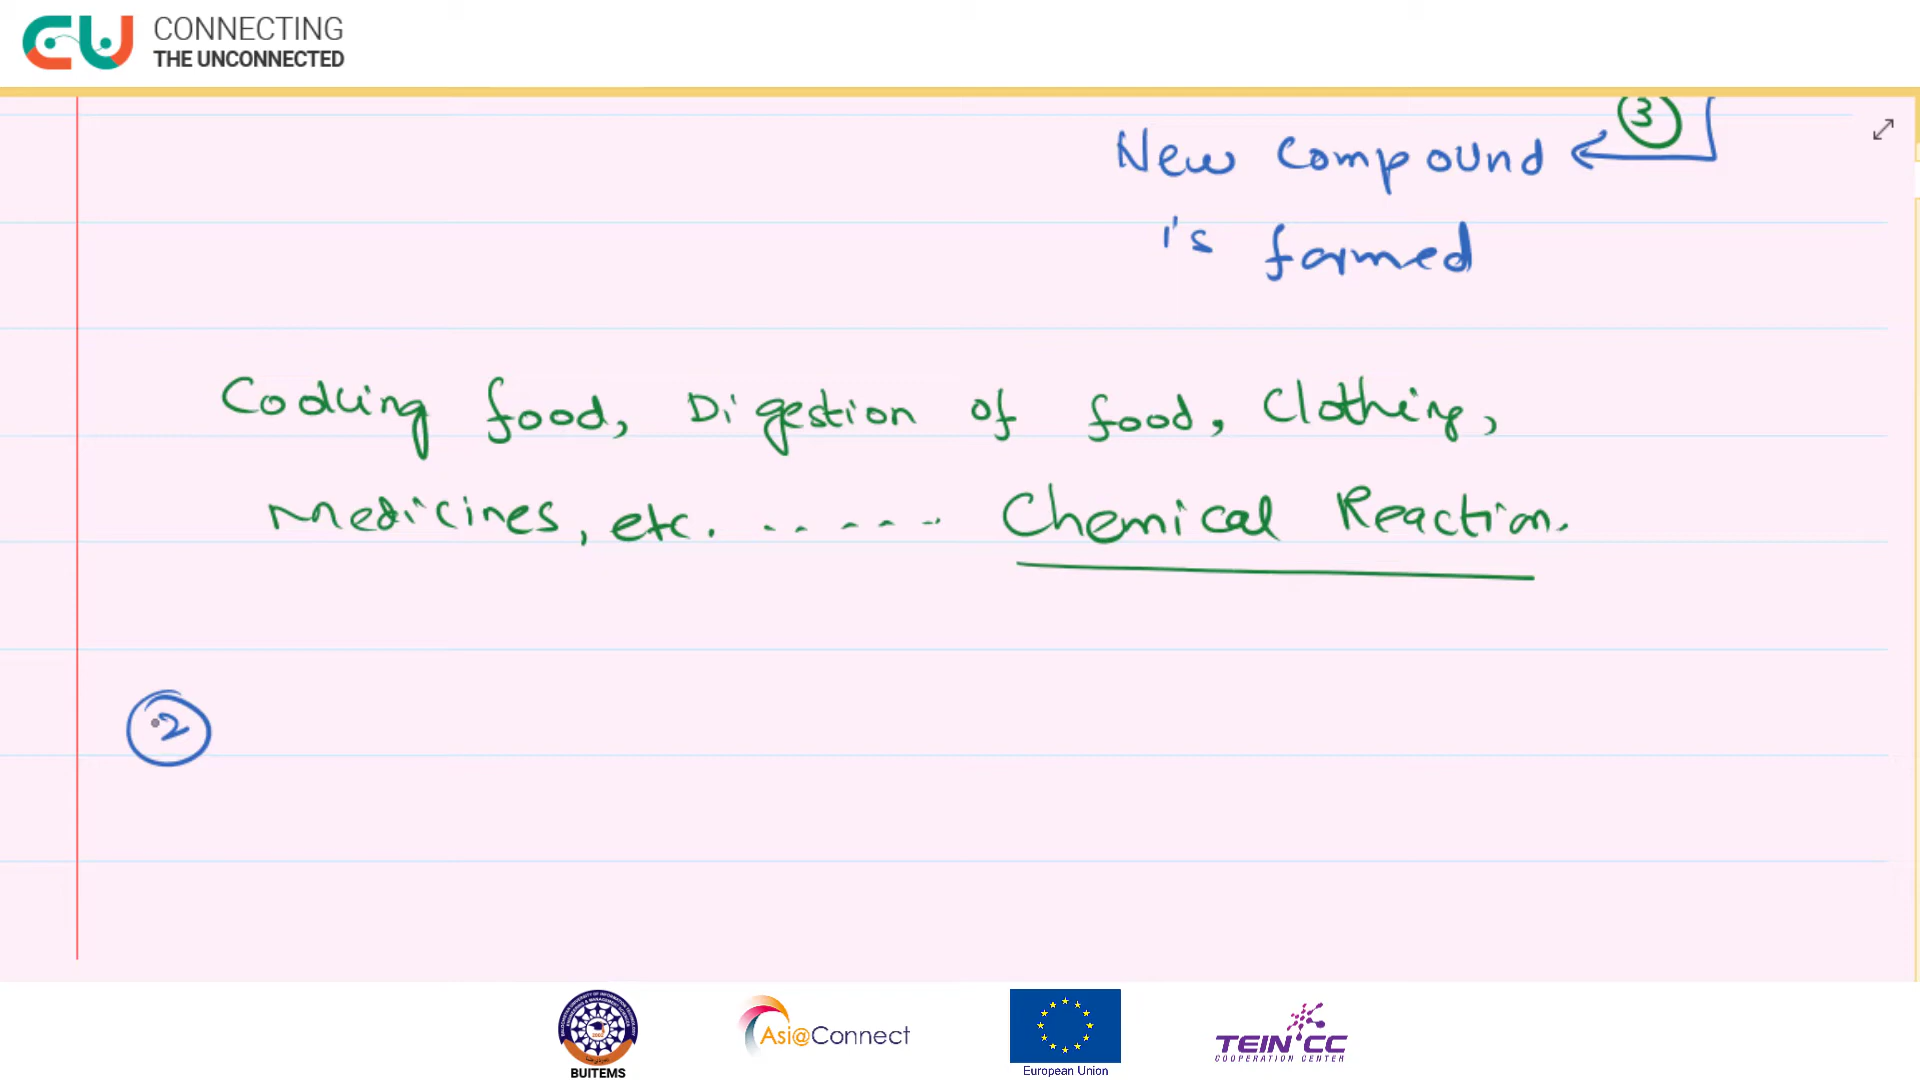 CONNECTING
THE UNCONNECTED
3
New compound
is formed
Cooking food, Digestion of food, Clothing,
Medicines, etc. ...... Chemical Reaction.
2
BUITEMS
Asi@Connect
European Union
TEIN*CC
COOPERATION CENTER